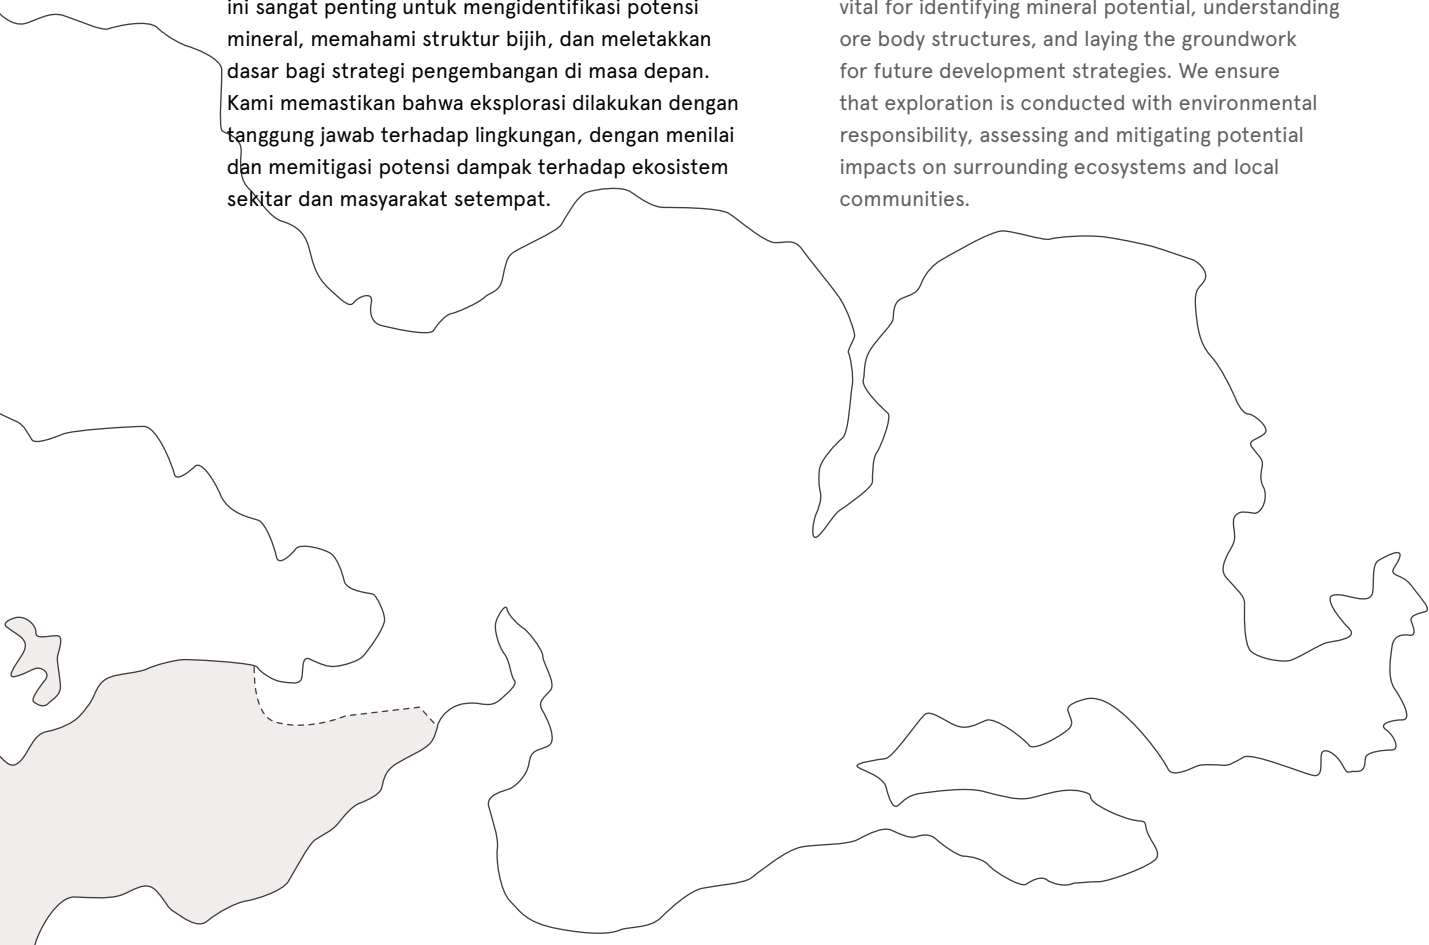 ini sangat penting untuk mengidentifikasi potensi
mineral, memahami struktur bijih, dan meletakkan
dasar bagi strategi pengembangan di masa depan.
Kami memastikan bahwa eksplorasi dilakukan dengan
tanggung jawab terhadap lingkungan, dengan menilai
dan memitigasi potensi dampak terhadap ekosistem
sekitar dan masyarakat setempat.
vital for identifying mineral potential, understanding
ore body structures, and laying the groundwork
for future development strategies. We ensure
that exploration is conducted with environmental
responsibility, assessing and mitigating potential
impacts on surrounding ecosystems and local
communities.